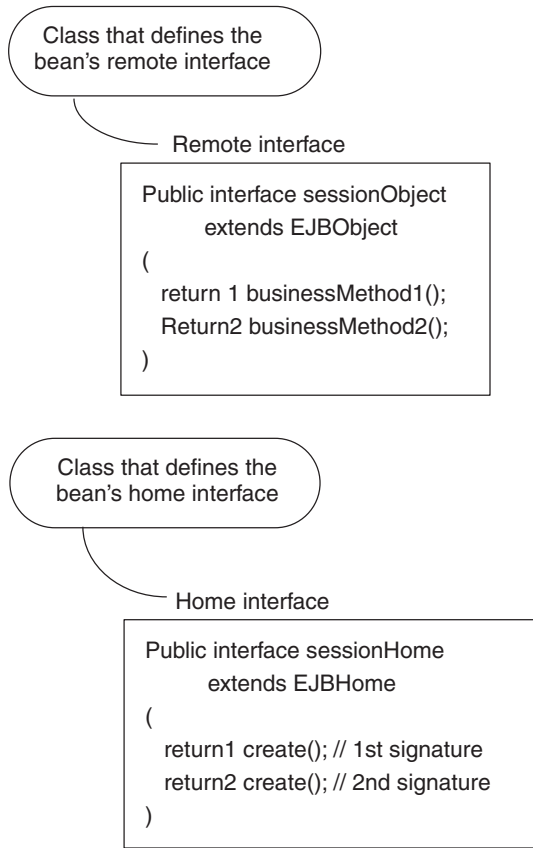 Class that defines the
bean's remote interface
Remote interface
Public interface sessionObject
extends EJBObject
(
return 1 businessMethod1();
Return2 businessMethod2();
)
Class that defines the
bean's home interface
Home interface
Public interface sessionHome
extends EJBHome
(
return1 create(); // 1st signature
return2 create(); // 2nd signature
)